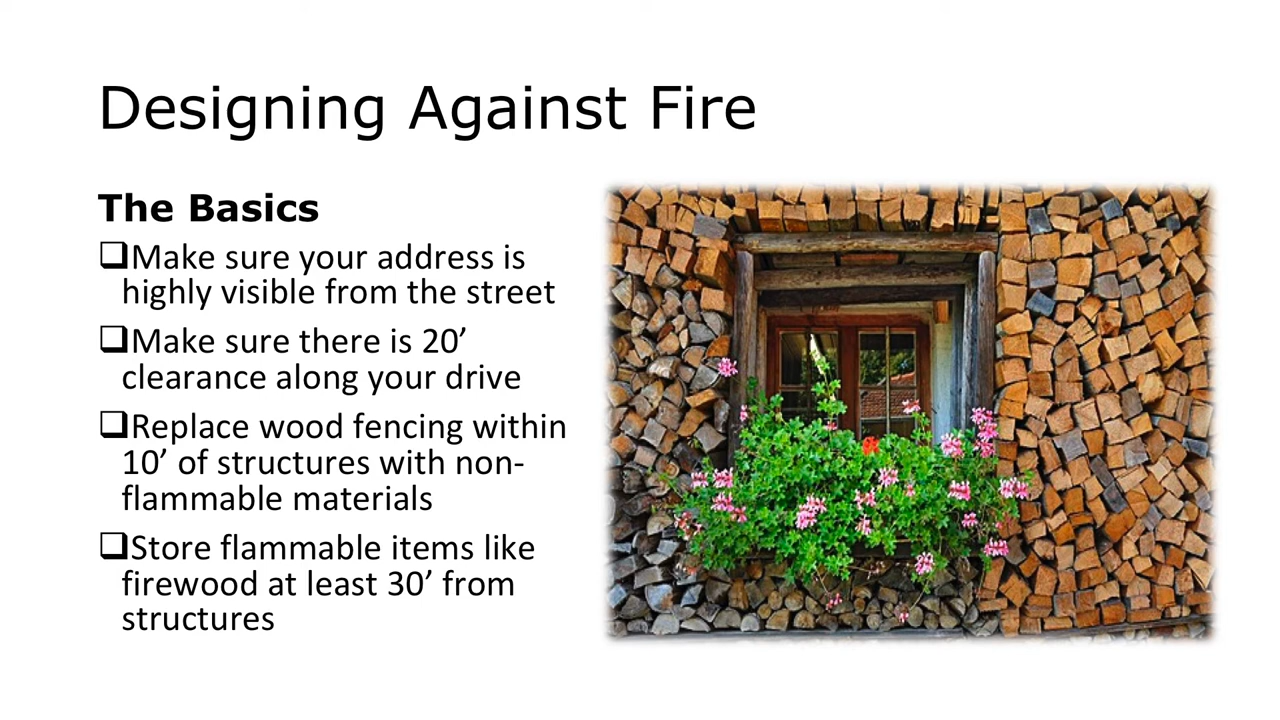 Designing Against Fire
The Basics
❑Make sure your address is
highly visible from the street
❑Make sure there is 20’
clearance along your drive
❑Replace wood fencing within
10’ of structures with non-
flammable materials
❑Store flammable items like
firewood at least 30’ from
structures